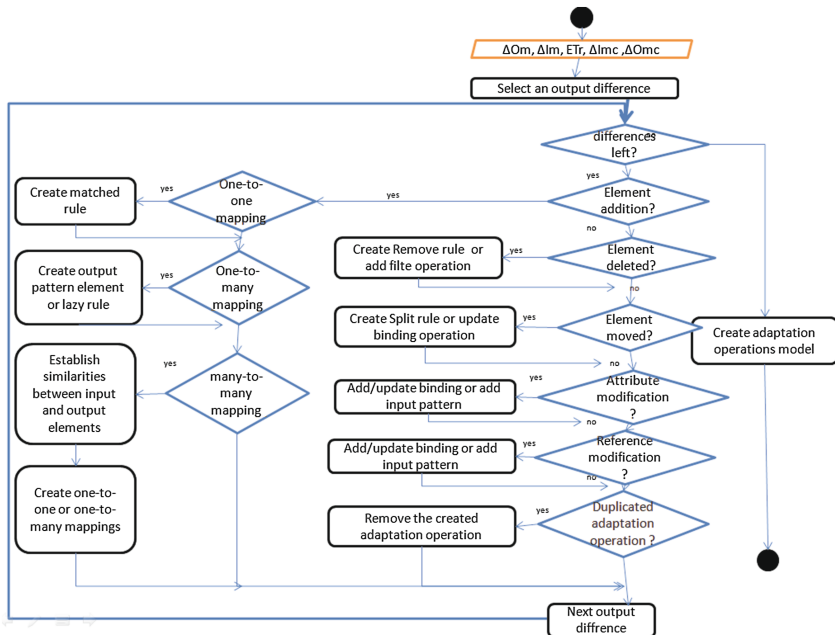 ΔOm, ΔIm, ETr, ΔImc ,ΔOmc
Select an output difference
differences
left?
yes
Element
addition?
yes
no
One-to-
one
mapping
yes
Create matched
rule
One-to-
many
mapping
yes
Create output
pattern element
or lazy rule
many-to-
many
mapping
yes
Establish
similarities
between input
and output
elements
Create one-to-
one or one-to-
many mappings
Element
deleted?
yes
Create Remove rule or
add filte operation
no
Element
moved?
yes
Create Split rule or update
binding operation
no
Create adaptation
operations model
Attribute
modification
?
yes
Add/update binding or add
input pattern
no
Reference
modification
?
yes
Add/update binding or add
input pattern
no
Duplicated
adaptation
operation ?
yes
Remove the created
adaptation operation
Next output
diffrence